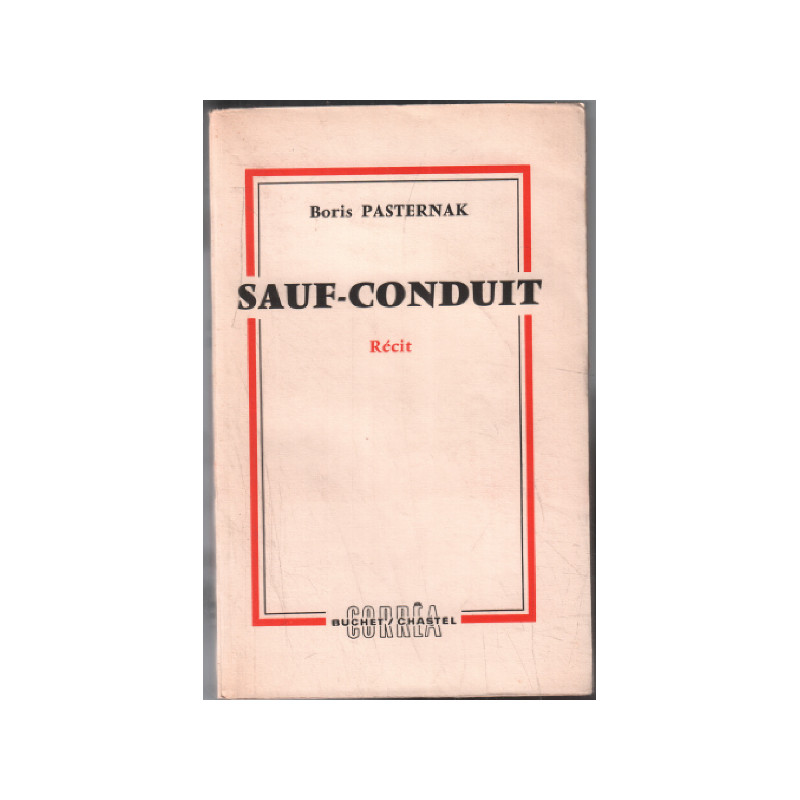 Boris PASTERNAK
SAUF-CONDUIT
Récit
CORRÊA
BUCHET/CHASTEL